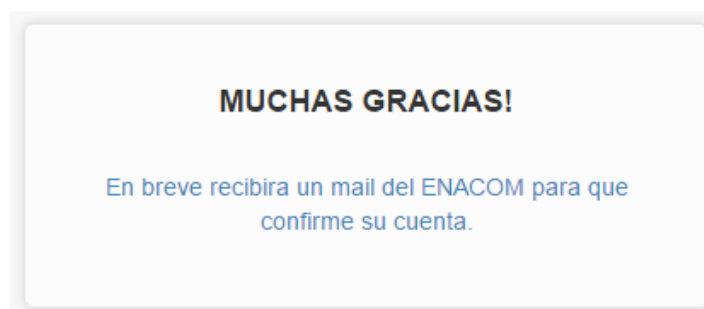 MUCHAS GRACIAS!
En breve recibira un mail del ENACOM para que
confirme su cuenta.